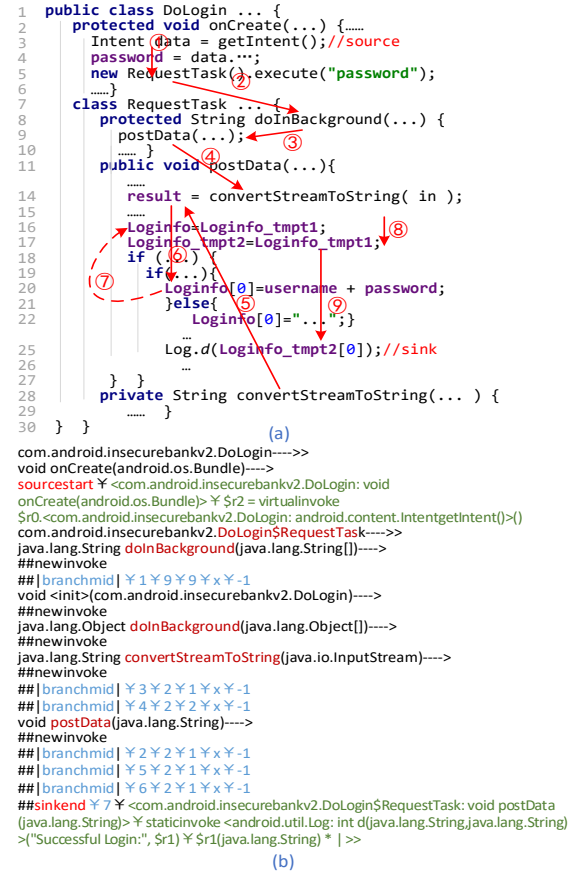 1 public class DoLogin ... {
2 protected void onCreate(...) {……
3 Intent data = getIntent();//source
4 password = data.…;
5 new RequestTask().execute("password");
6 ……}
7 class RequestTask ... {
8 protected String doInBackground(...) {
9 postData(...);
10 …… }
11 public void postData(...){
……
14 result = convertStreamToString( in );
15 ……
16 Loginfo=Loginfo_tmpt1;
17 Loginfo_tmpt2=Loginfo_tmpt1;
18 if (...) {
19 if(...){
20 Loginfo[0]=username + password;
21 }else{
22 Loginfo[0]="...";}
…
25 Log.d(Loginfo_tmpt2[0]);//sink
26 …
27 } }
28 private String convertStreamToString(... ) {
29 …… }
30 } }
①
②
③
④
⑤
⑥
⑦
⑧
⑨
(a)
com.android.insecurebankv2.DoLogin---->>
void onCreate(android.os.Bundle)---->
sourcestart ￥ <com.android.insecurebankv2.DoLogin: void
onCreate(android.os.Bundle)> ￥ $r2 = virtualinvoke
$r0.<com.android.insecurebankv2.DoLogin: android.content.IntentgetIntent()>()
com.android.insecurebankv2.DoLogin$RequestTask---->>
java.lang.String doInBackground(java.lang.String[])---->
##newinvoke
##|branchmid| ￥1￥9￥9￥x￥-1
void <init>(com.android.insecurebankv2.DoLogin)---->
##newinvoke
java.lang.Object doInBackground(java.lang.Object[])---->
##newinvoke
java.lang.String convertStreamToString(java.io.InputStream)---->
##newinvoke
##|branchmid| ￥3￥2￥1￥x￥-1
##|branchmid| ￥4￥2￥2￥x￥-1
void postData(java.lang.String)---->
##newinvoke
##|branchmid| ￥2￥2￥1￥x￥-1
##|branchmid| ￥5￥2￥1￥x￥-1
##|branchmid| ￥6￥2￥1￥x￥-1
##sinkend ￥7￥ <com.android.insecurebankv2.DoLogin$RequestTask: void postData
(java.lang.String)> ￥ staticinvoke <android.util.Log: int d(java.lang.String,java.lang.String)
>("Successful Login:", $r1) ￥ $r1(java.lang.String) * | >>
(b)